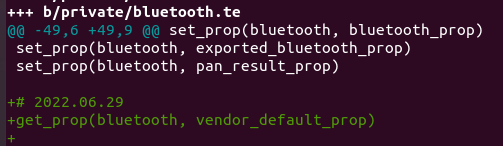 +++ b/private/bluetooth.te
@@ -49,6 +49,9 @@ set_prop(bluetooth, bluetooth_prop)
 set_prop(bluetooth, exported_bluetooth_prop)
 set_prop(bluetooth, pan_result_prop)

+# 2022.06.29
+get_prop(bluetooth, vendor_default_prop)
+